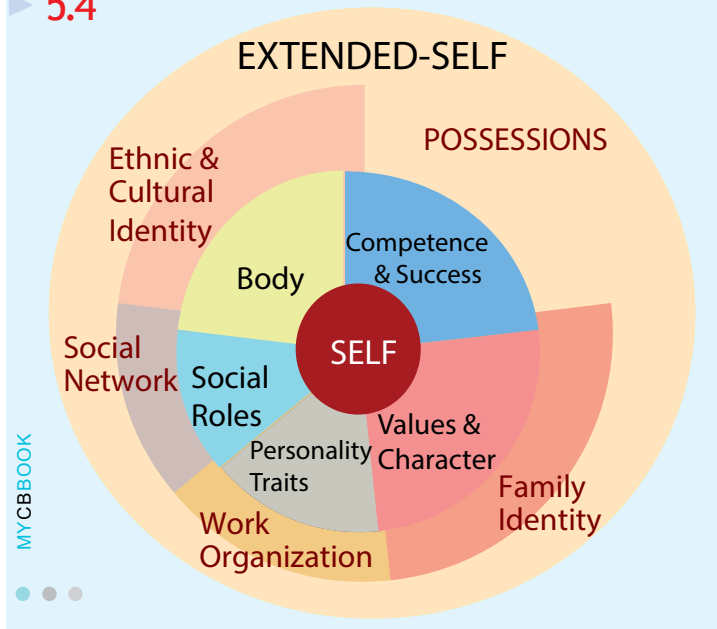 5.4
EXTENDED-SELF
POSSESSIONS
Ethnic &
Cultural
Identity
Competence
& Success
Body
SELF
Social
Network
Social
Roles
Values &
Character
Personality
Traits
Family
Identity
Work
Organization
MYCBBOOK